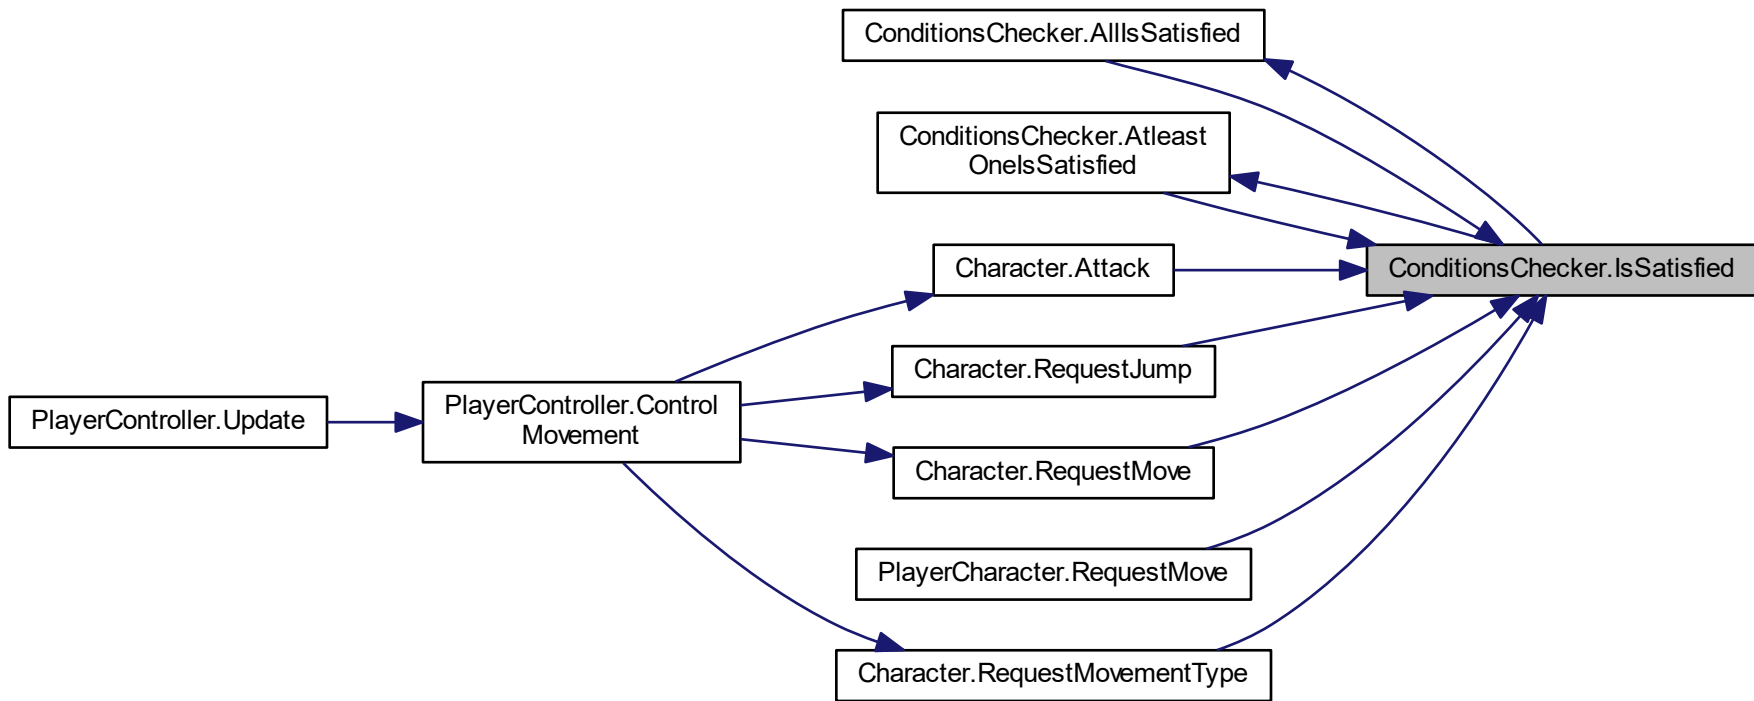 ConditionsChecker.AllIsSatisfied
ConditionsChecker.Atleast
OneIsSatisfied
Character.Attack
ConditionsChecker.IsSatisfied
Character.RequestJump
PlayerController.Update
PlayerController.Control
Movement
Character.RequestMove
PlayerCharacter.RequestMove
Character.RequestMovementType